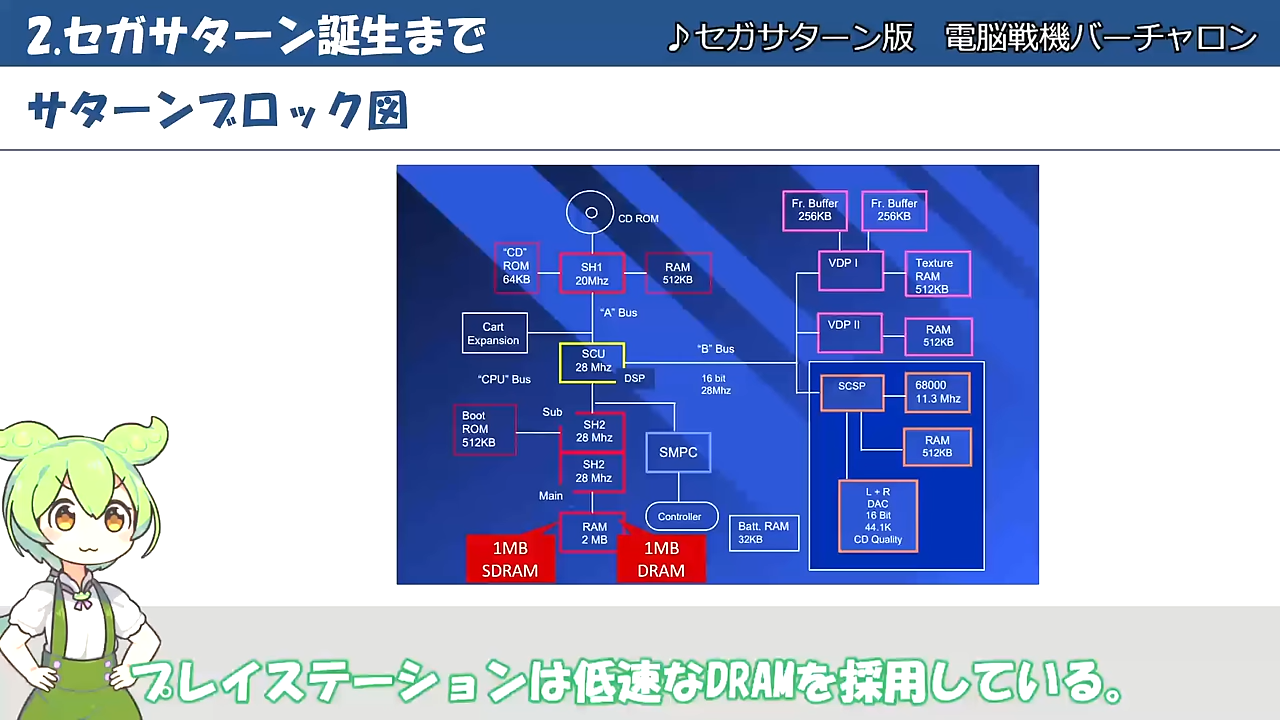 2.セガサターン誕生まで
♪セガサターン版　電脳戦機バーチャロン
サターンブロック図
CD ROM
"CD"
ROM
64KB
SH1
20Mhz
RAM
512KB
"A" Bus
Cart
Expansion
SCU
28 Mhz
DSP
"CPU" Bus
"B" Bus
16 bit
28Mhz
Boot
ROM
512KB
Sub
SH2
28 Mhz
SH2
28 Mhz
Main
SMPC
Controller
RAM
2 MB
1MB
SDRAM
1MB
DRAM
Batt. RAM
32KB
Fr. Buffer
256KB
Fr. Buffer
256KB
VDP I
Texture
RAM
512KB
VDP II
RAM
512KB
SCSP
68000
11.3 Mhz
RAM
512KB
L + R
DAC
16 Bit
44.1K
CD Quality
プレイステーションは低速なDRAMを採用している。